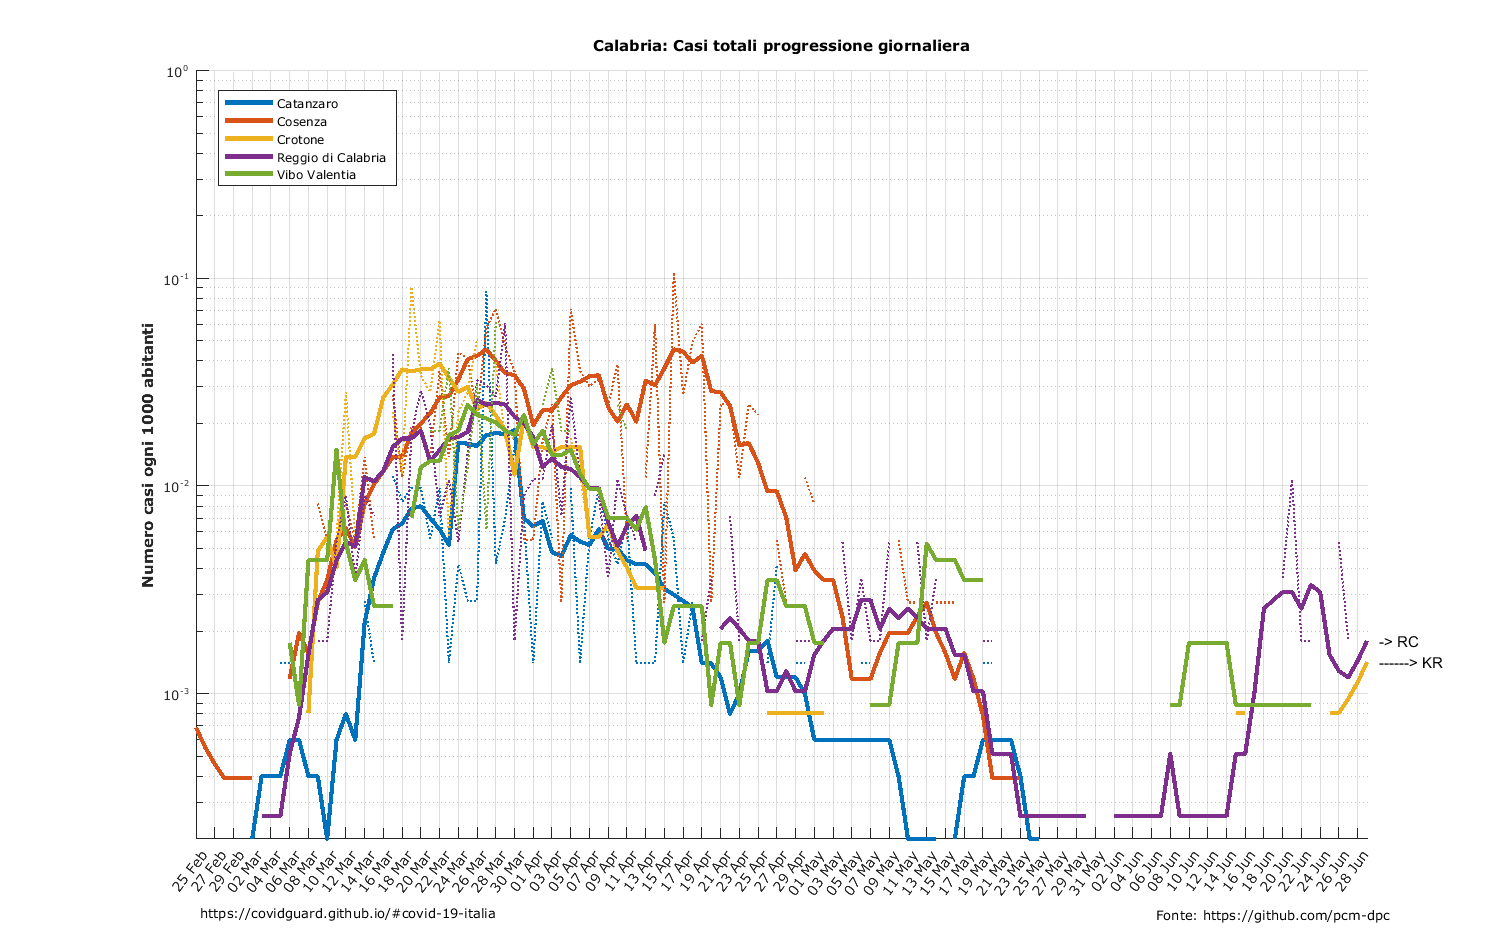 Calabria: Casi totali progressione giornaliera
10⁰
10⁻¹
10⁻²
10⁻³
Numero casi ogni 1000 abitanti
Catanzaro
Cosenza
Crotone
Reggio di Calabria
Vibo Valentia
-> RC
------> KR
25 Feb
27 Feb
29 Feb
02 Mar
04 Mar
06 Mar
08 Mar
10 Mar
12 Mar
14 Mar
16 Mar
18 Mar
20 Mar
22 Mar
24 Mar
26 Mar
28 Mar
30 Mar
01 Apr
03 Apr
05 Apr
07 Apr
09 Apr
11 Apr
13 Apr
15 Apr
17 Apr
19 Apr
21 Apr
23 Apr
25 Apr
27 Apr
29 Apr
01 May
03 May
05 May
07 May
09 May
11 May
13 May
15 May
17 May
19 May
21 May
23 May
25 May
27 May
29 May
31 May
02 Jun
04 Jun
06 Jun
08 Jun
10 Jun
12 Jun
14 Jun
16 Jun
18 Jun
20 Jun
22 Jun
24 Jun
26 Jun
28 Jun
https://covidguard.github.io/#covid-19-italia
Fonte: https://github.com/pcm-dpc